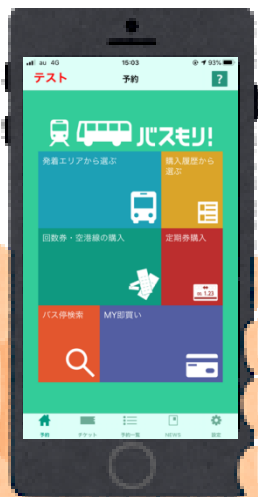 au 4G 15:03 93%
テスト 予約 ?
バスモリ!
発着エリアから選ぶ
購入履歴から
選ぶ
回数券・空港線の購入
定期券購入
1.23
バス停検索
MY即買い
予約 チケット 予約一覧 NEWS 設定